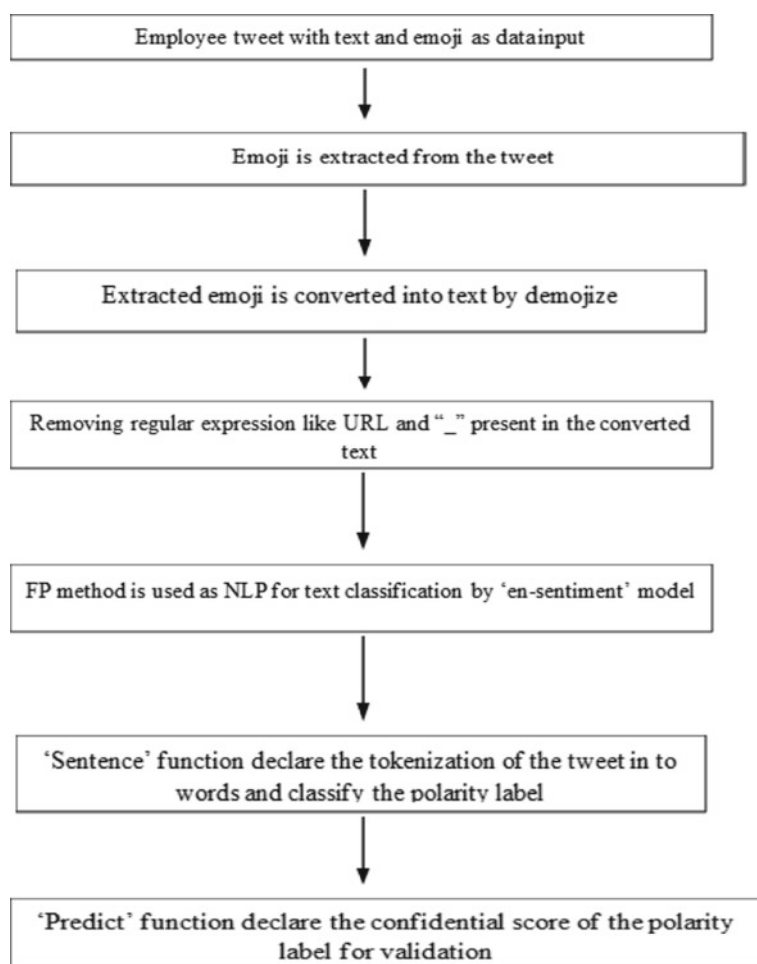 Employee tweet with text and emoji as datainput
Emoji is extracted from the tweet
Extracted emoji is converted into text by demojize
Removing regular expression like URL and “_” present in the converted
text
FP method is used as NLP for text classification by ‘en-sentiment’ model
‘Sentence’ function declare the tokenization of the tweet in to
words and classify the polarity label
‘Predict’ function declare the confidential score of the polarity
label for validation